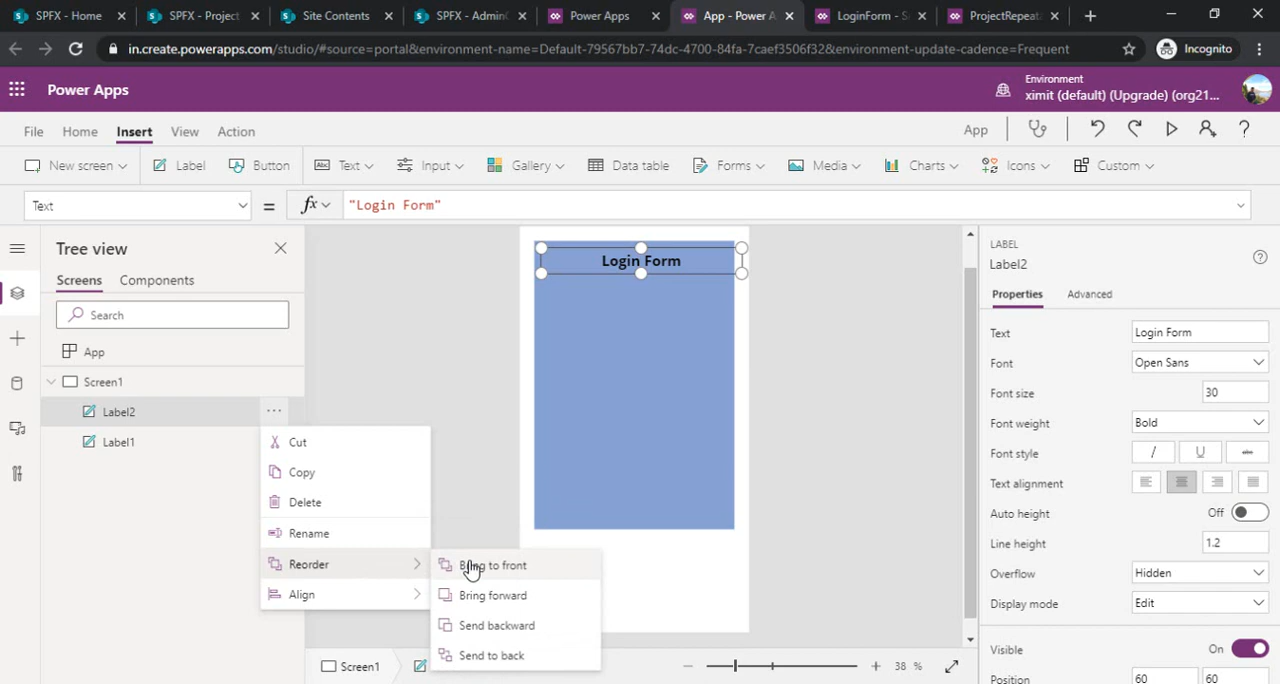 SPFX - Home
SPFX - Project
Site Contents
SPFX - Admin
Power Apps
App - Power A
LoginForm - S
ProjectRepeat
in.create.powerapps.com/studio/#source=portal&environment-name=Default-79567bb7-74dc-4700-84fa-7caef3506f32&environment-update-cadence=Frequent
Incognito
Power Apps
Environment
ximit (default) (Upgrade) (org21...
File Home Insert View Action
App
New screen Label Button Text Input Gallery Data table Forms Media Charts Icons Custom
Text = fx "Login Form"
Tree view
Screens Components
Search
App
Screen1
Label2
Label1
Cut
Copy
Delete
Rename
Reorder
Align
Bring to front
Bring forward
Send backward
Send to back
Login Form
Screen1
38 %
LABEL
Label2
Properties Advanced
Text Login Form
Font Open Sans
Font size 30
Font weight Bold
Font style / U abc
Text alignment
Auto height Off
Line height 1.2
Overflow Hidden
Display mode Edit
Visible On
Position 60 60